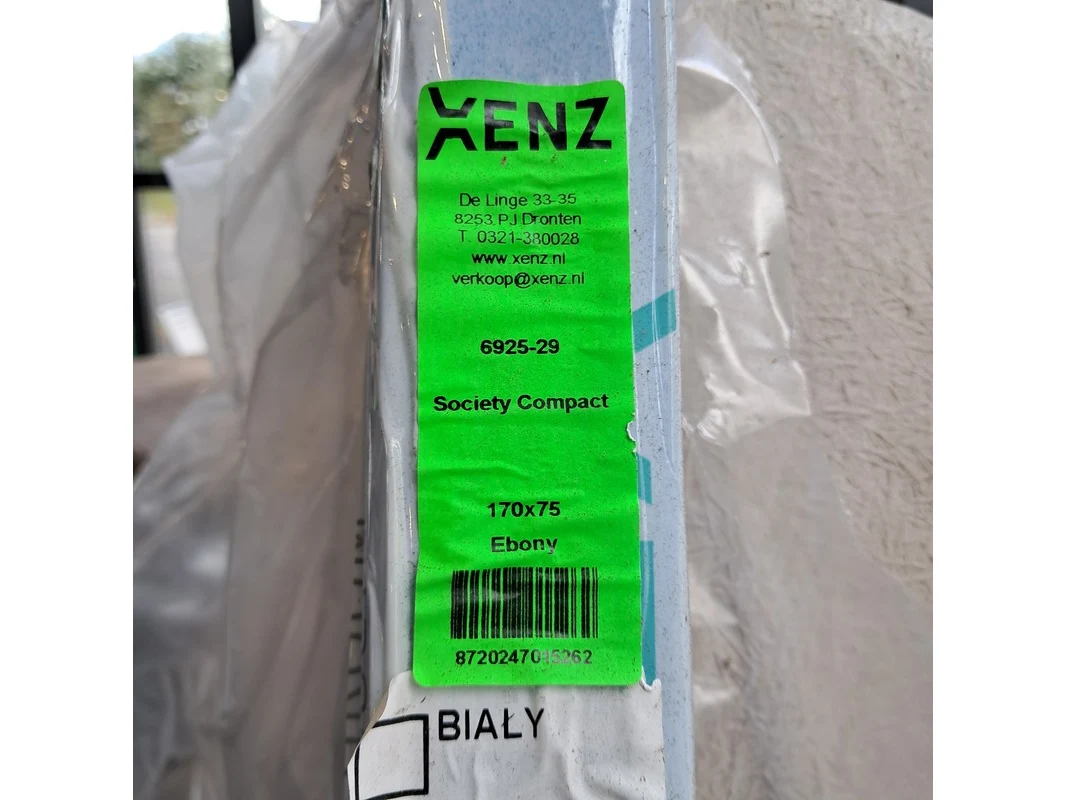 XENZ
De Linge 33-35
8253 PJ Dronten
T. 0321-380028
www.xenz.nl
verkoop@xenz.nl
6925-29
Society Compact
170x75
Ebony
BIAŁY